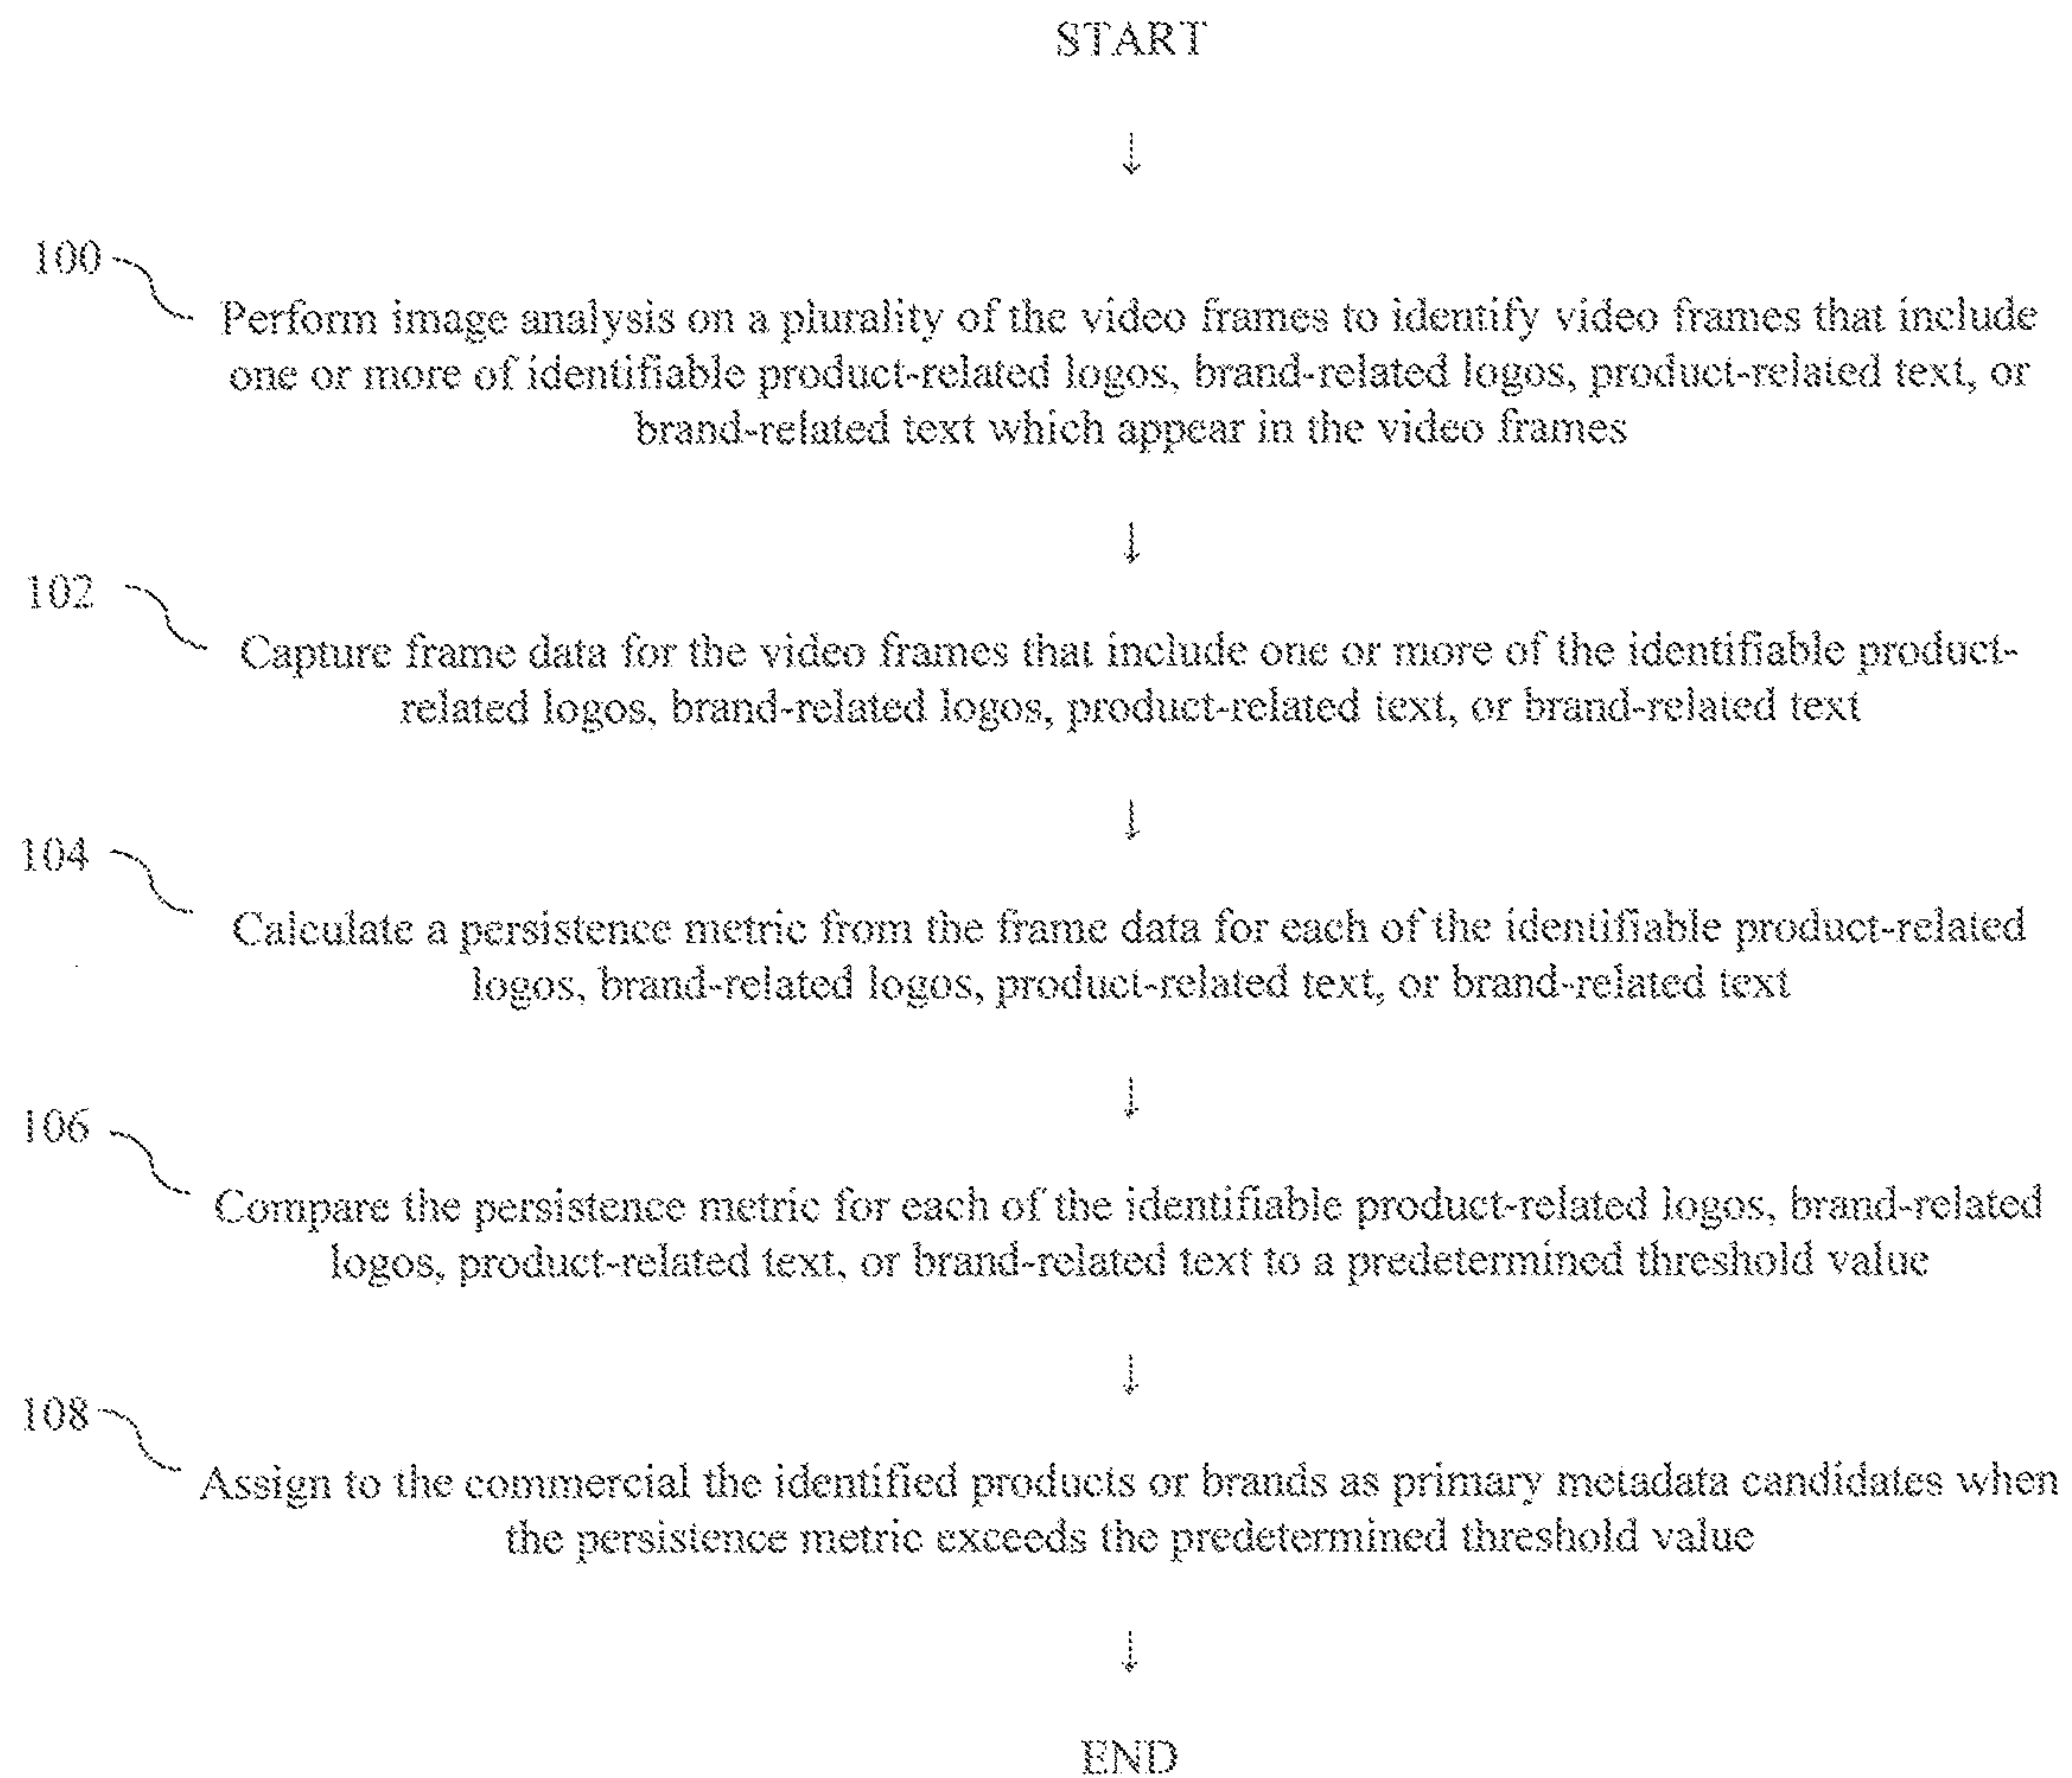 START
↓
100
Perform image analysis on a plurality of the video frames to identify video frames that include
one or more of identifiable product-related logos, brand-related logos, product-related text, or
brand-related text which appear in the video frames
↓
102
Capture frame data for the video frames that include one or more of the identifiable product-
related logos, brand-related logos, product-related text, or brand-related text
↓
104
Calculate a persistence metric from the frame data for each of the identifiable product-related
logos, brand-related logos, product-related text, or brand-related text
↓
106
Compare the persistence metric for each of the identifiable product-related logos, brand-related
logos, product-related text, or brand-related text to a predetermined threshold value
↓
108
Assign to the commercial the identified products or brands as primary metadata candidates when
the persistence metric exceeds the predetermined threshold value
↓
END